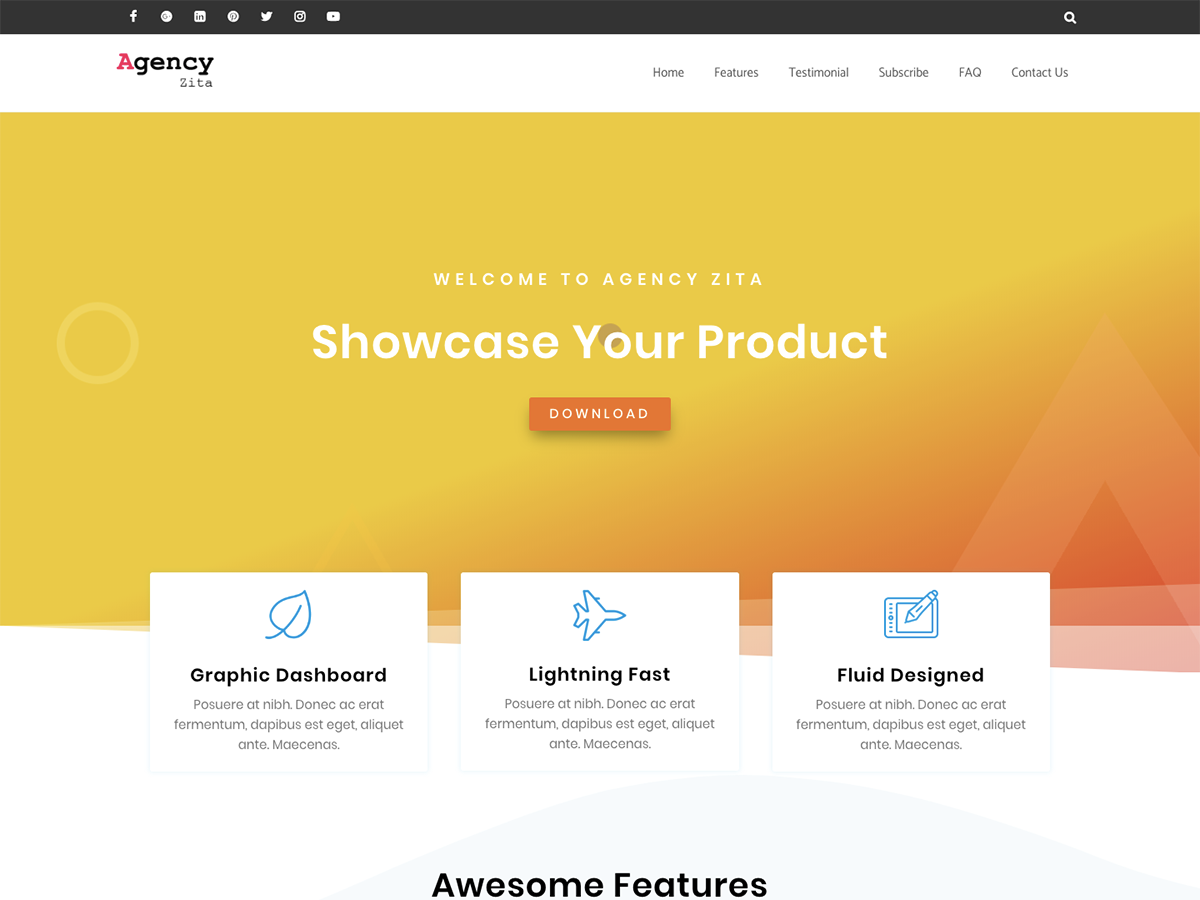 Agency
Zita
Home Features Testimonial Subscribe FAQ Contact Us
WELCOME TO AGENCY ZITA
Showcase Your Product
DOWNLOAD
Graphic Dashboard
Posuere at nibh. Donec ac erat
fermentum, dapibus est eget, aliquet
ante. Maecenas.
Lightning Fast
Posuere at nibh. Donec ac erat
fermentum, dapibus est eget, aliquet
ante. Maecenas.
Fluid Designed
Posuere at nibh. Donec ac erat
fermentum, dapibus est eget, aliquet
ante. Maecenas.
Awesome Features